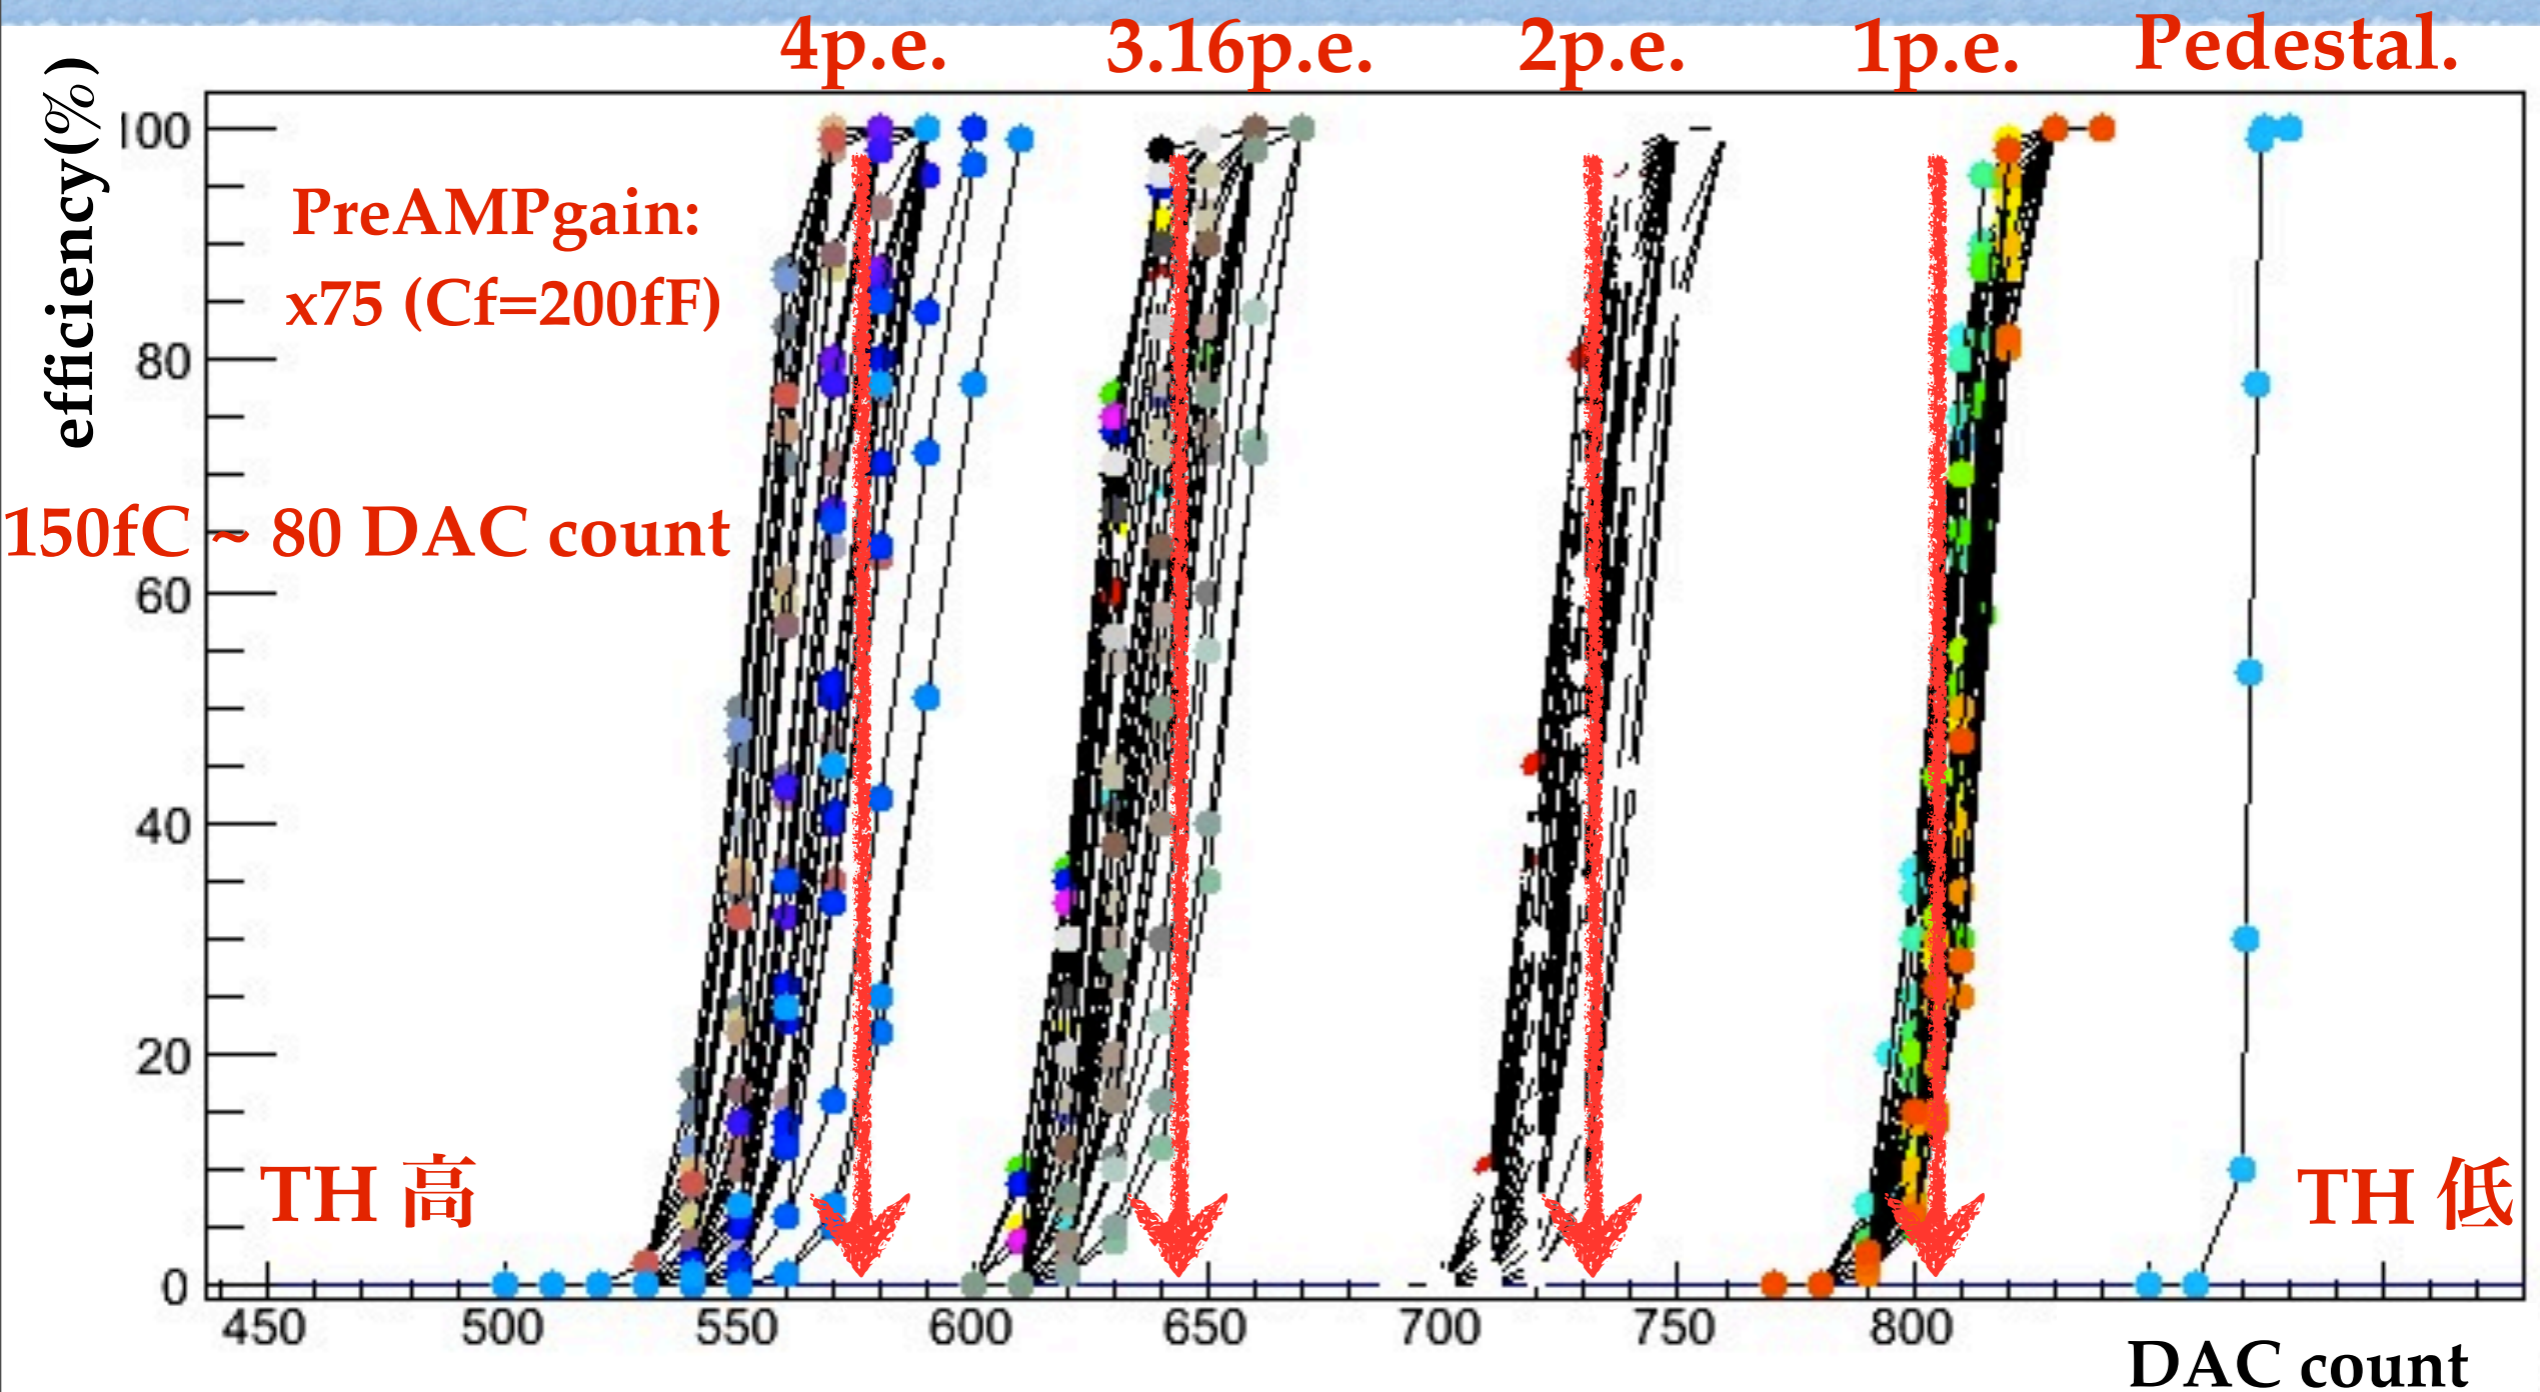 4p.e. 3.16p.e. 2p.e. 1p.e. Pedestal.
efficiency(%)
100
PreAMPgain:
x75 (Cf=200fF)
80
150fC ~ 80 DAC count
60
40
20
TH 高
TH 低
0
450 500 550 600 650 700 750 800
DAC count